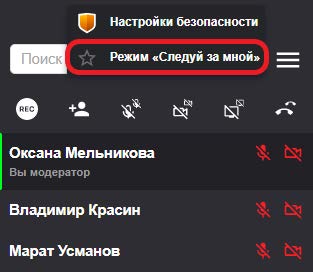 Настройки безопасности
Режим «Следуй за мной»
Поиск
REC
Оксана Мельникова
Вы модератор
Владимир Красин
Марат Усманов